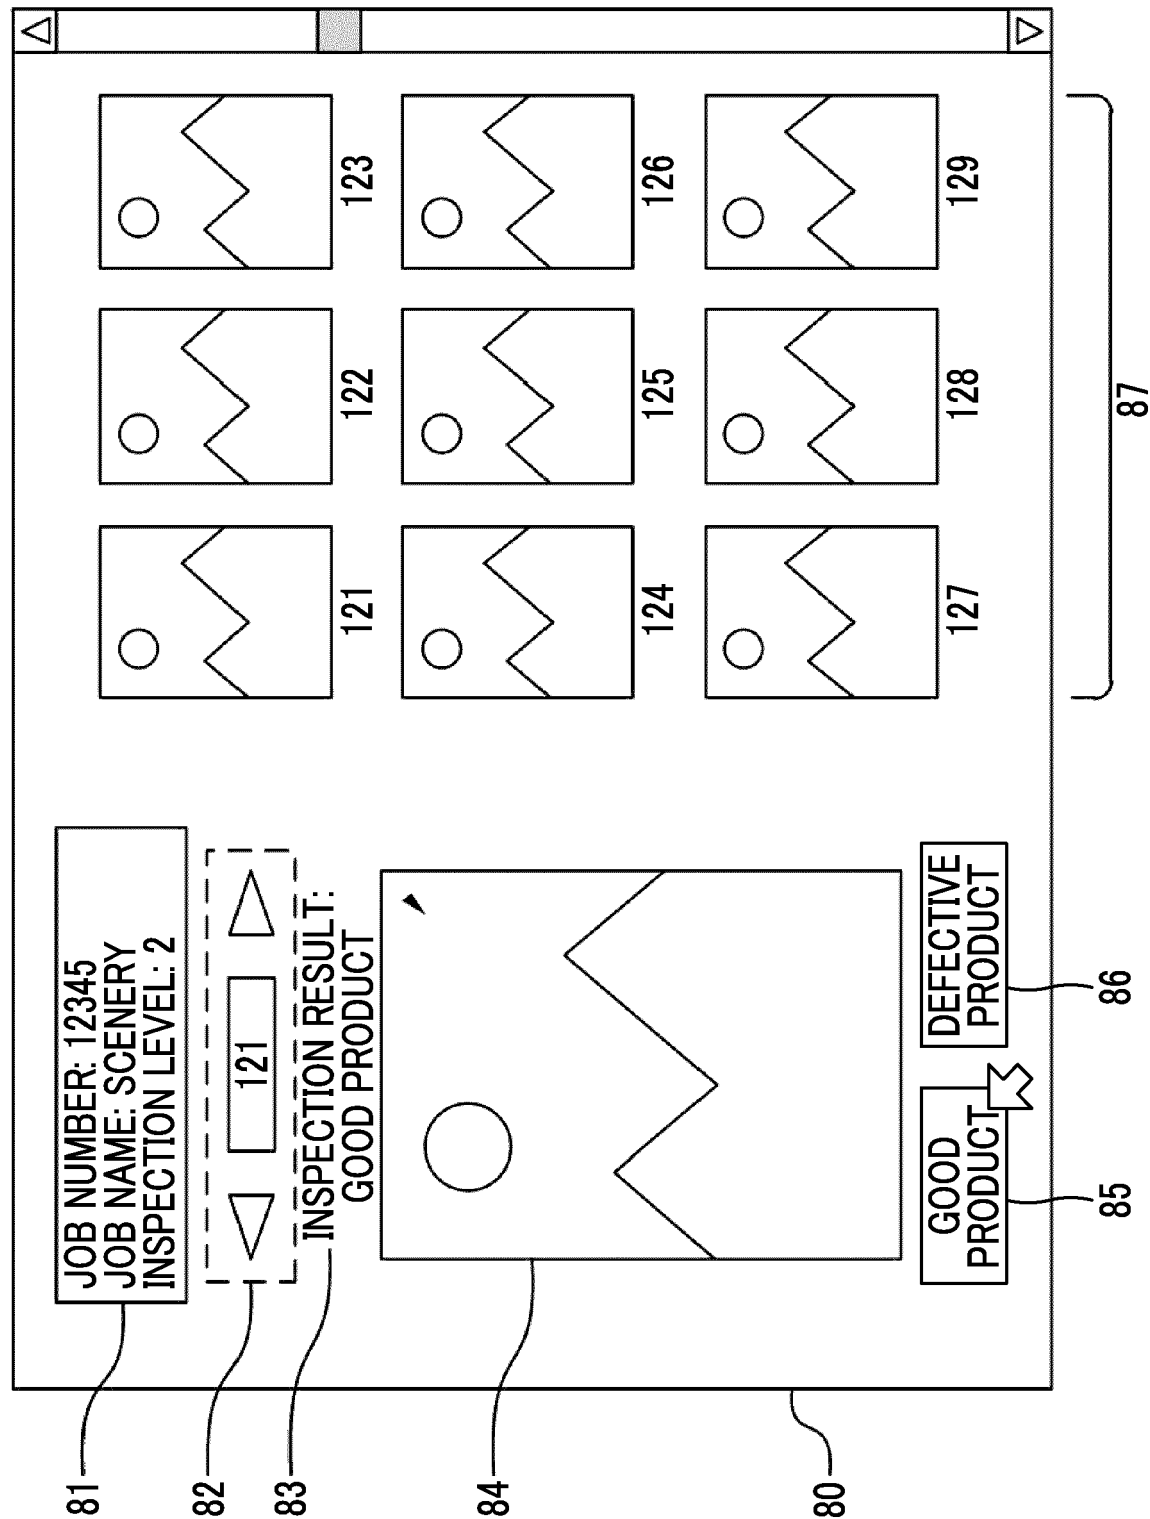 81
JOB NUMBER: 12345
JOB NAME: SCENERY
INSPECTION LEVEL: 2
82
121
83
INSPECTION RESULT:
GOOD PRODUCT
84
GOOD
PRODUCT
DEFECTIVE
PRODUCT
85
86
80
121
122
123
124
125
126
127
128
129
87